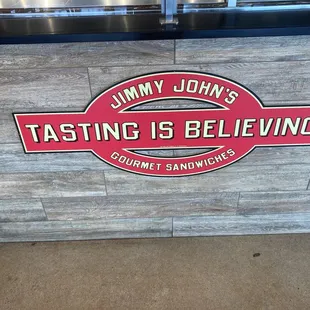 JIMMY JOHN'S
TASTING IS BELIEVING
GOURMET SANDWICHES